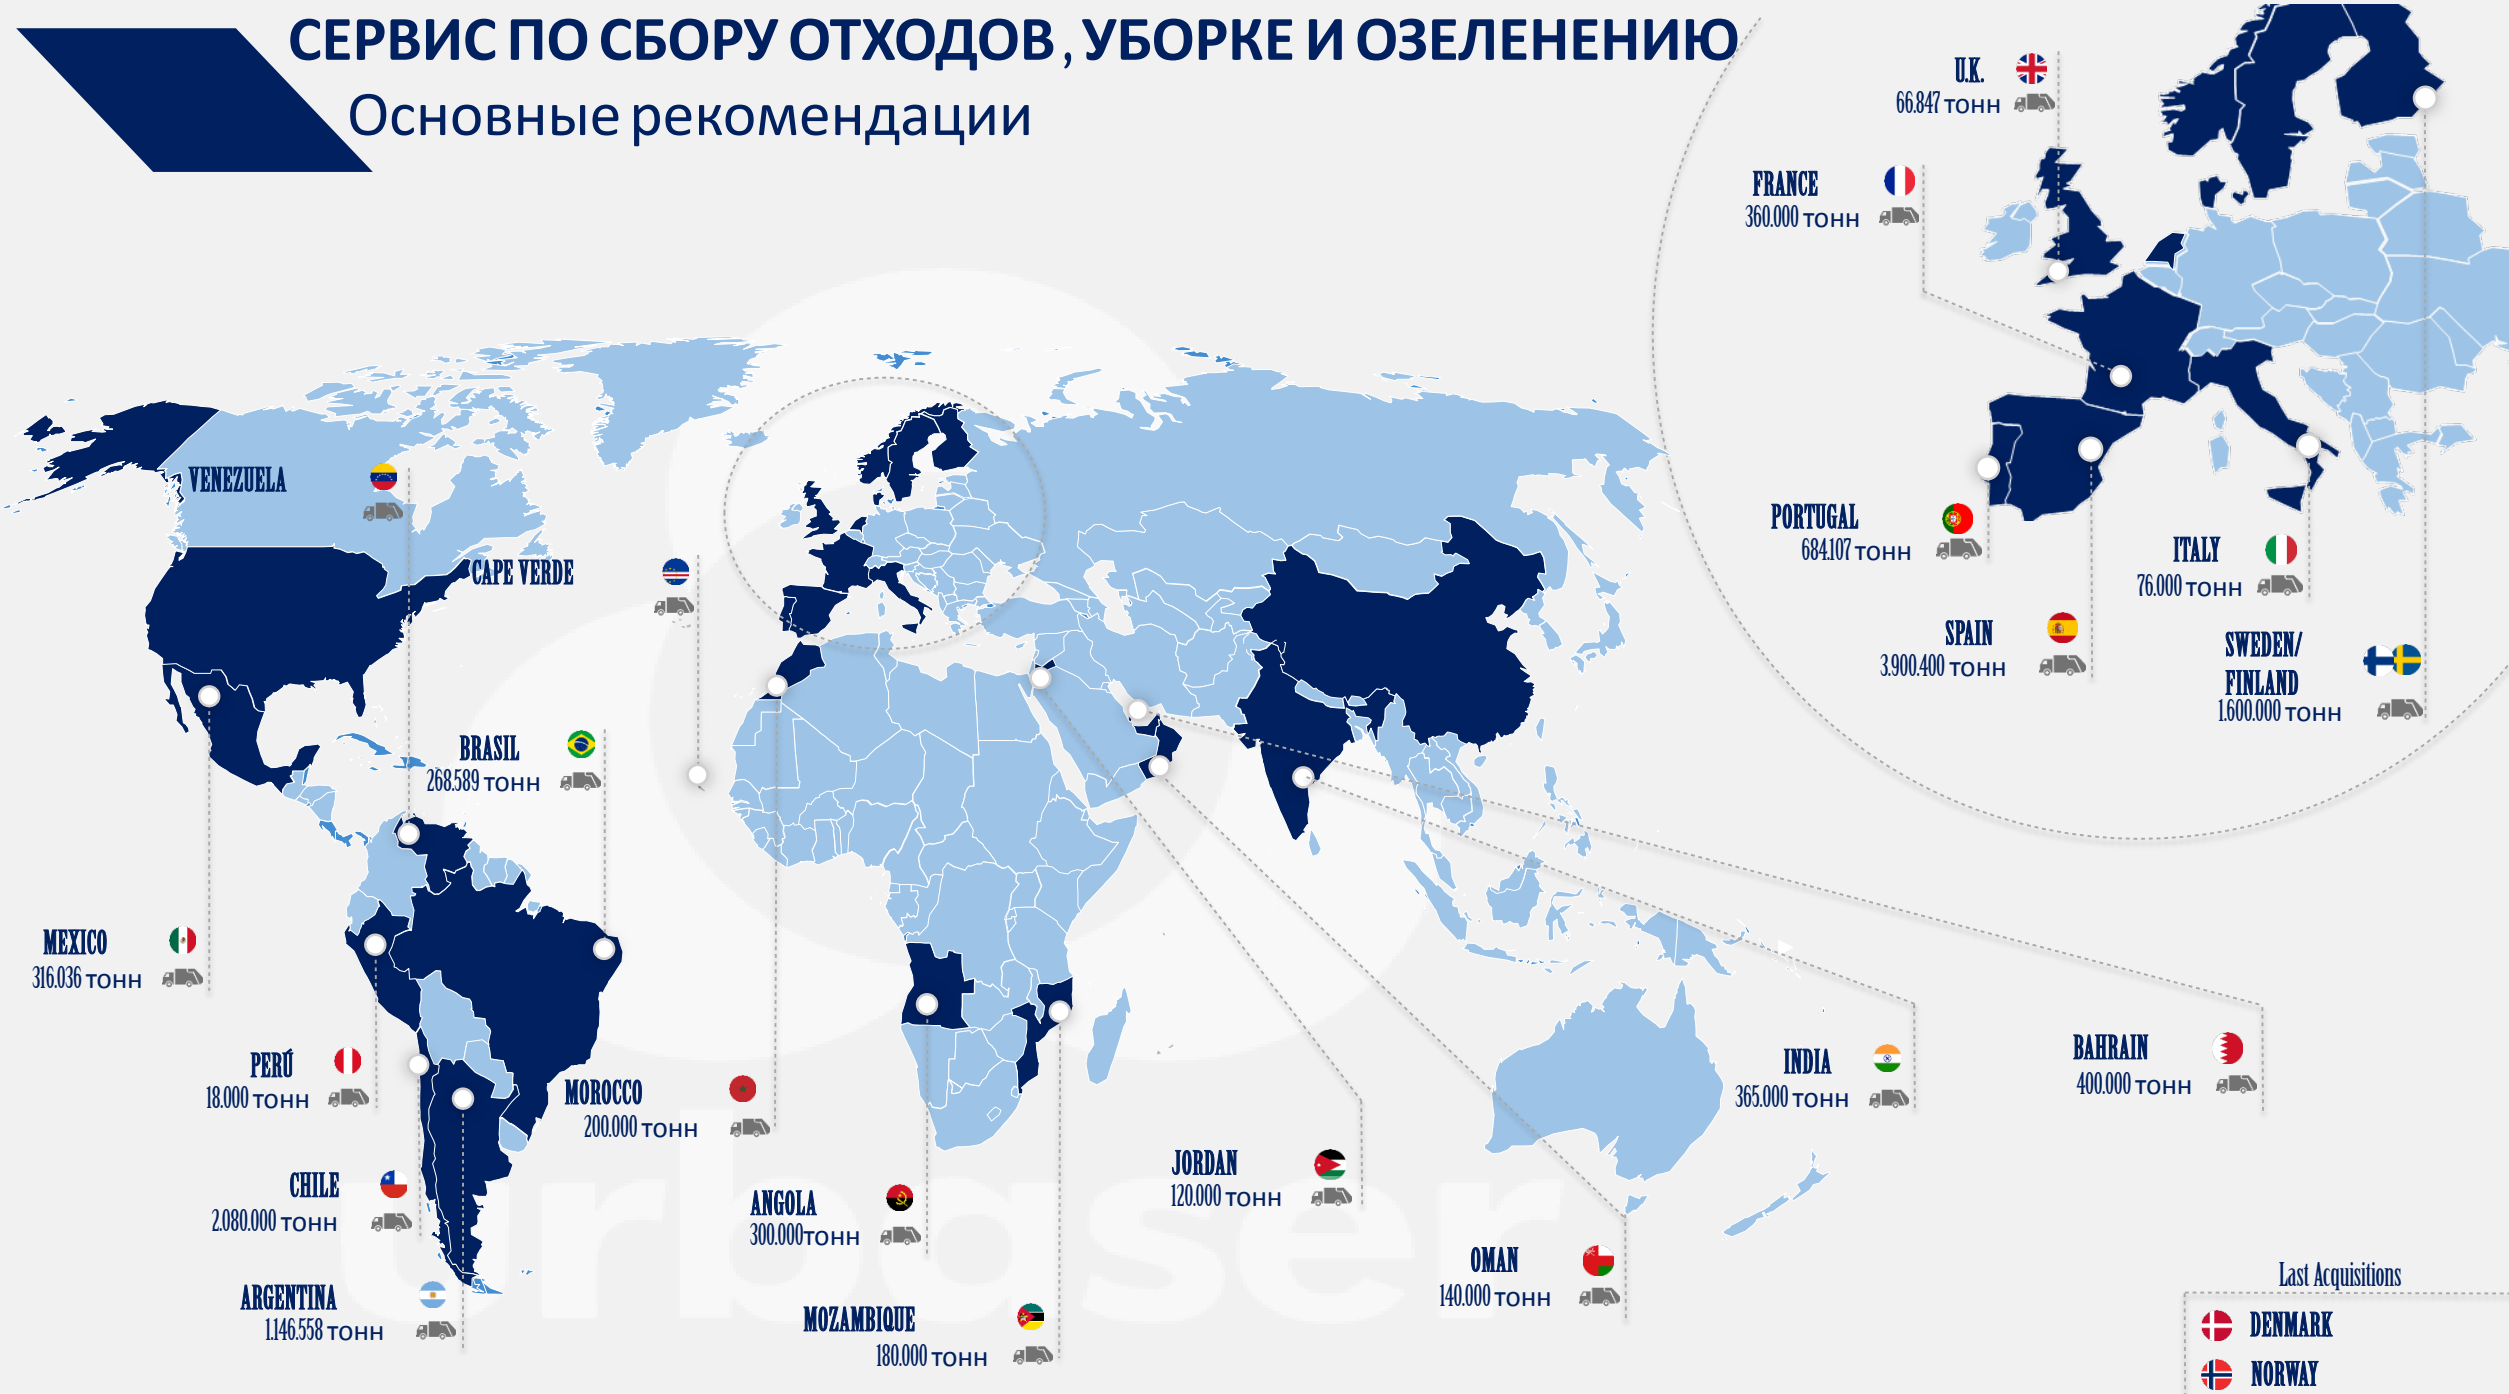 СЕРВИС ПО СБОРУ ОТХОДОВ, УБОРКЕ И ОЗЕЛЕНЕНИЮ
Основные рекомендации
U.K.
66.847 тонн
FRANCE
360.000 тонн
PORTUGAL
684.107 тонн
ITALY
76.000 тонн
SPAIN
3.900.400 тонн
SWEDEN/
FINLAND
1.600.000 тонн
VENEZUELA
CAPE VERDE
BRASIL
268.589 тонн
MEXICO
316.036 тонн
PERÚ
18.000 тонн
MOROCCO
200.000 тонн
INDIA
365.000 тонн
BAHRAIN
400.000 тонн
CHILE
2.080.000 тонн
ANGOLA
300.000тонн
JORDAN
120.000 тонн
OMAN
140.000 тонн
ARGENTINA
1.146.558 тонн
MOZAMBIQUE
180.000 тонн
urbaser
Last Acquisitions
DENMARK
NORWAY